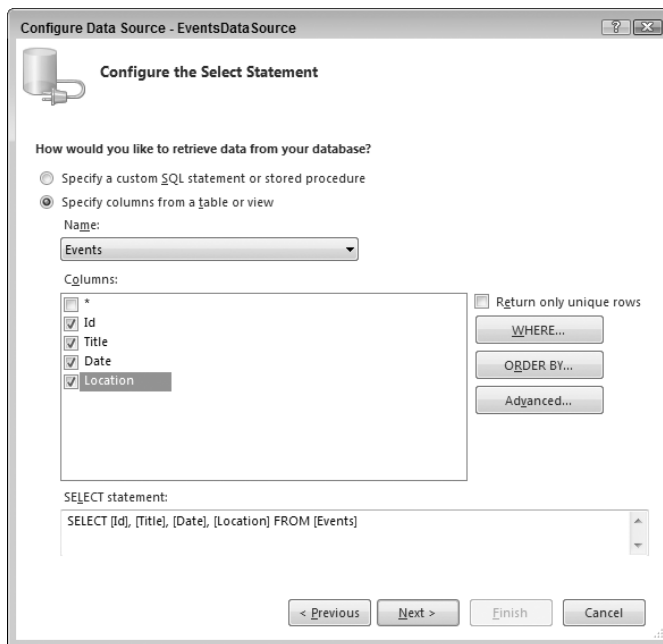 Configure Data Source - EventsDataSource
Configure the Select Statement
How would you like to retrieve data from your database?
Specify a custom SQL statement or stored procedure
Specify columns from a table or view
Name:
Events
Columns:
*
Return only unique rows
Id
WHERE...
Title
Date
ORDER BY...
Location
Advanced...
SELECT statement:
SELECT [Id], [Title], [Date], [Location] FROM [Events]
< Previous Next > Finish Cancel